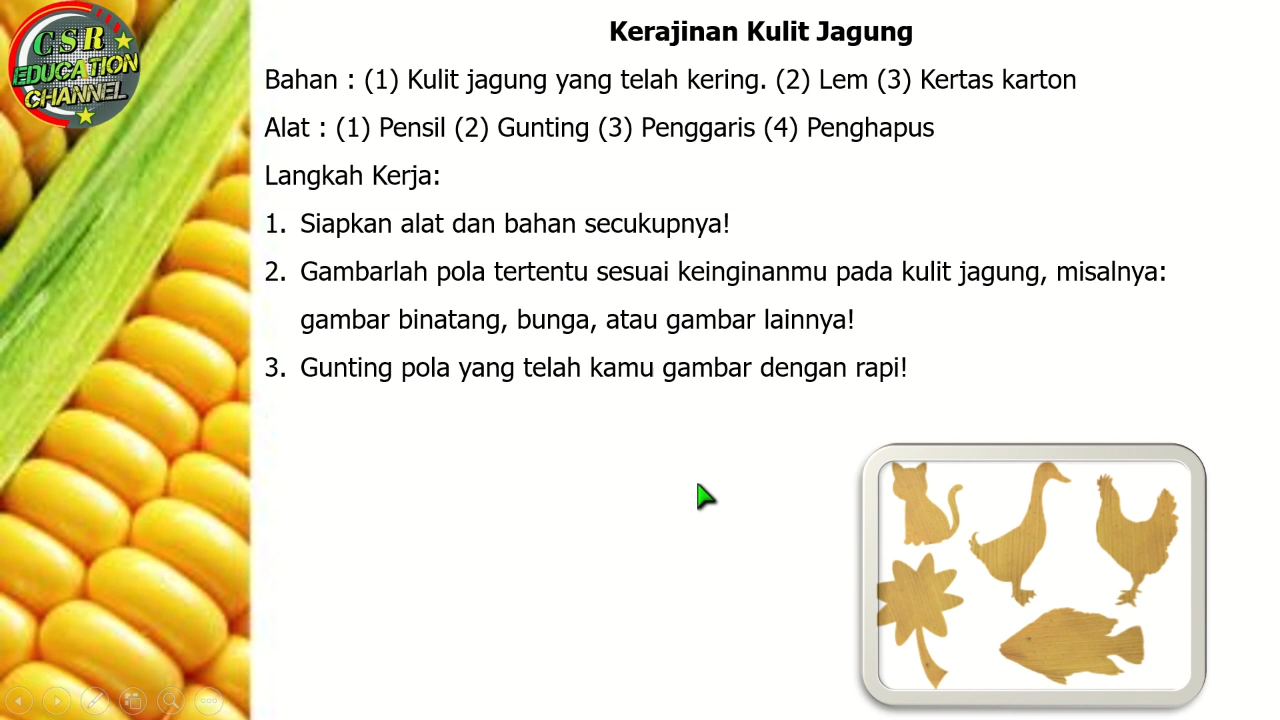 CSR
EDUCATION
CHANNEL
Kerajinan Kulit Jagung
Bahan : (1) Kulit jagung yang telah kering. (2) Lem (3) Kertas karton
Alat : (1) Pensil (2) Gunting (3) Penggaris (4) Penghapus
Langkah Kerja:
1. Siapkan alat dan bahan secukupnya!
2. Gambarlah pola tertentu sesuai keinginanmu pada kulit jagung, misalnya:
gambar binatang, bunga, atau gambar lainnya!
3. Gunting pola yang telah kamu gambar dengan rapi!